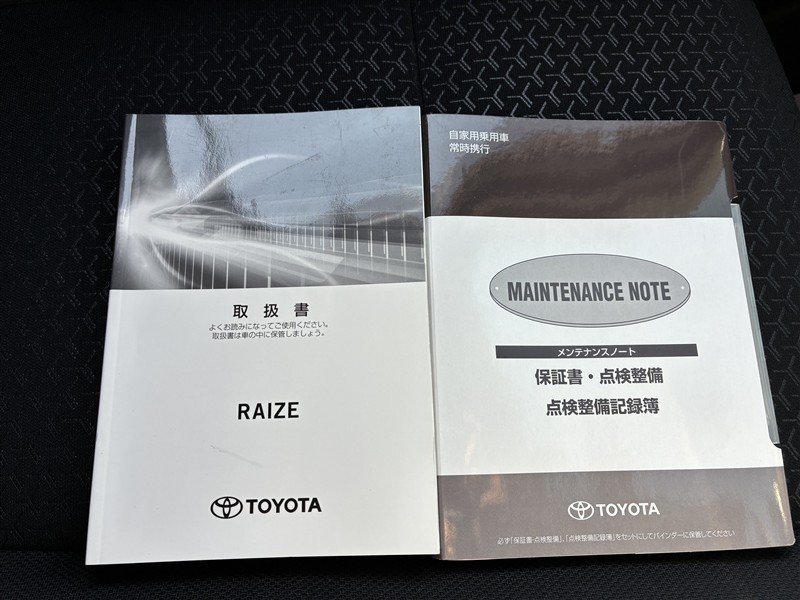 取扱書
よくお読みになってご使用ください。
取扱書は車の中に保管しましょう。
RAIZE
TOYOTA
自家用乗用車
常時携行
MAINTENANCE NOTE
メンテナンスノート
保証書・点検整備
点検整備記録簿
TOYOTA
必ず「保証書・点検整備」、「点検整備記録簿」をセットにしてバインダーに保管してください